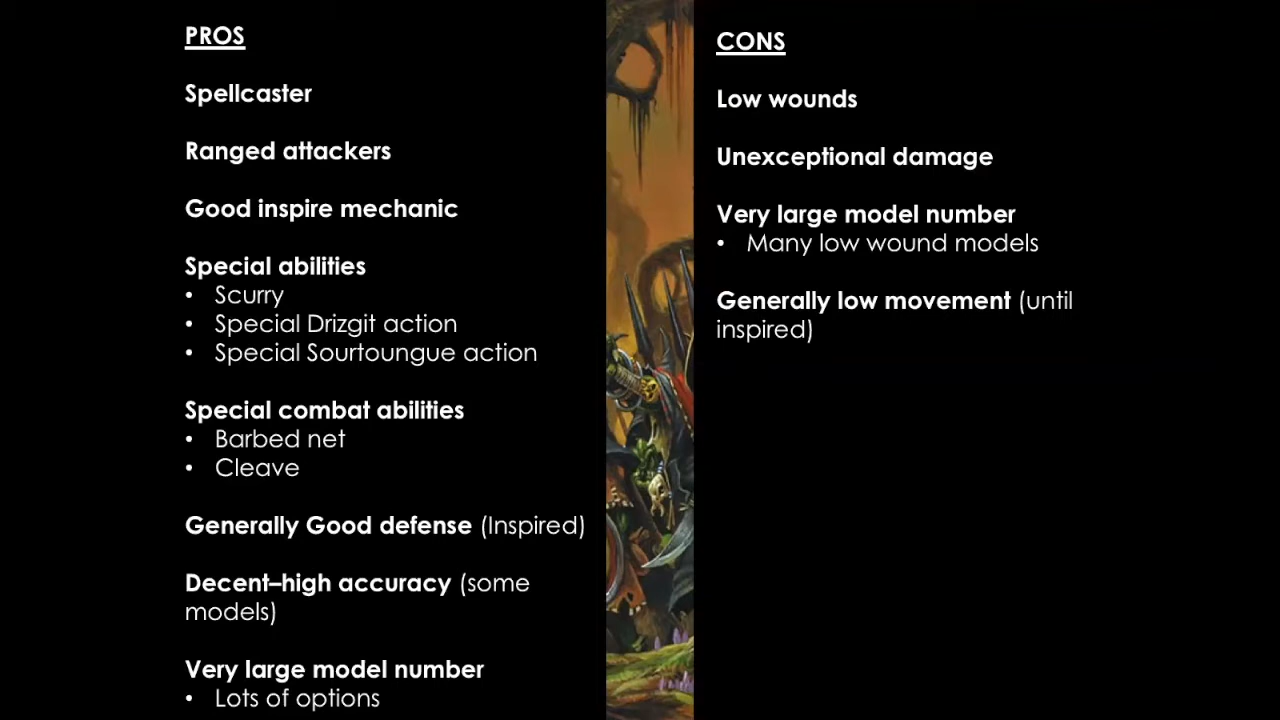 PROS
Spellcaster
Ranged attackers
Good inspire mechanic
Special abilities
• Scurry
• Special Drizgit action
• Special Sourtoungue action
Special combat abilities
• Barbed net
• Cleave
Generally Good defense (Inspired)
Decent–high accuracy (some
models)
Very large model number
• Lots of options
CONS
Low wounds
Unexceptional damage
Very large model number
• Many low wound models
Generally low movement (until
inspired)